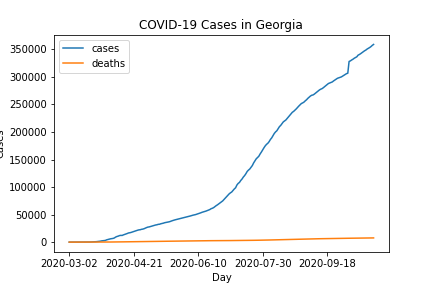 COVID-19 Cases in Georgia
cases
deaths
350000
300000
250000
200000
150000
100000
50000
0
Cases
2020-03-02 2020-04-21 2020-06-10 2020-07-30 2020-09-18
Day